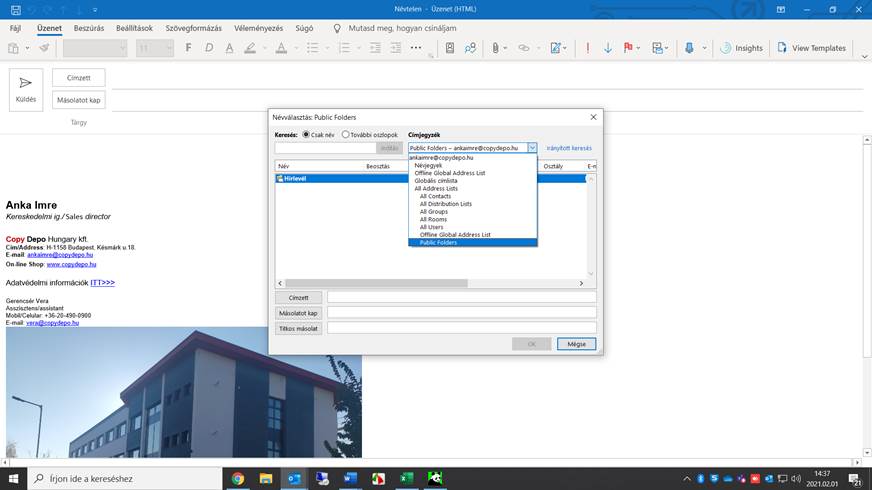 Névtelen - Üzenet (HTML)
Fájl Üzenet Beszúrás Beállítások Szövegformázás Véleményezés Súgó Mutasd meg, hogyan csináljam
11 F D A A Insights View Templates
Küldés
Címzett
Másolatot kap
Tárgy
Anka Imre
Kereskedelmi ig./Sales director
Copy Depo Hungary kft.
Cím/Address: H-1158 Budapest, Késmárk u.18.
E-mail: ankaimre@copydepo.hu
On-line Shop: www.copydepo.hu
Adatvédelmi információk ITT>>>
Gerencsér Vera
Asszisztens/assistant
Mobil/Celular: +36-20-490-0900
E-mail: vera@copydepo.hu
Névválasztás: Public Folders
Keresés: Csak név További oszlopok Címjegyzék
Indítás Public Folders – ankaimre@copydepo.hu Irányított keresés
Név Beosztás Osztály E-n
Hírlevél
ankaimre@copydepo.hu
Névjegyek
Offline Global Address List
Globális címlista
All Address Lists
All Contacts
All Distribution Lists
All Groups
All Rooms
All Users
Offline Global Address List
Public Folders
Címzett
Másolatot kap
Titkos másolat
OK Mégse
Írjon ide a kereséshez
14:37
2021.02.01
21